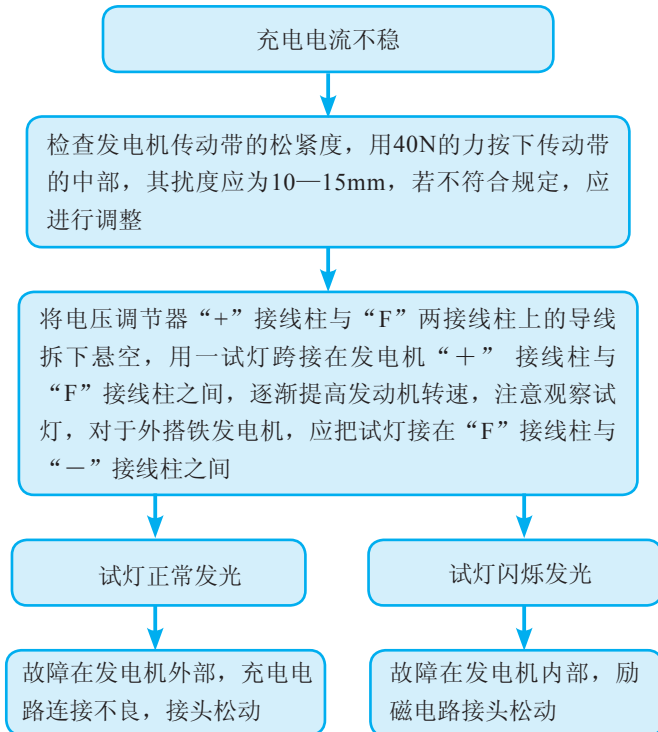 充电电流不稳
检查发电机传动带的松紧度，用40N的力按下传动带
的中部，其扰度应为10—15mm，若不符合规定，应
进行调整
将电压调节器“+”接线柱与“F”两接线柱上的导线
拆下悬空，用一试灯跨接在发电机“＋” 接线柱与
“F”接线柱之间，逐渐提高发动机转速，注意观察试
灯，对于外搭铁发电机，应把试灯接在“F”接线柱与
“－”接线柱之间
试灯正常发光
试灯闪烁发光
故障在发电机外部，充电电
路连接不良，接头松动
故障在发电机内部，励
磁电路接头松动